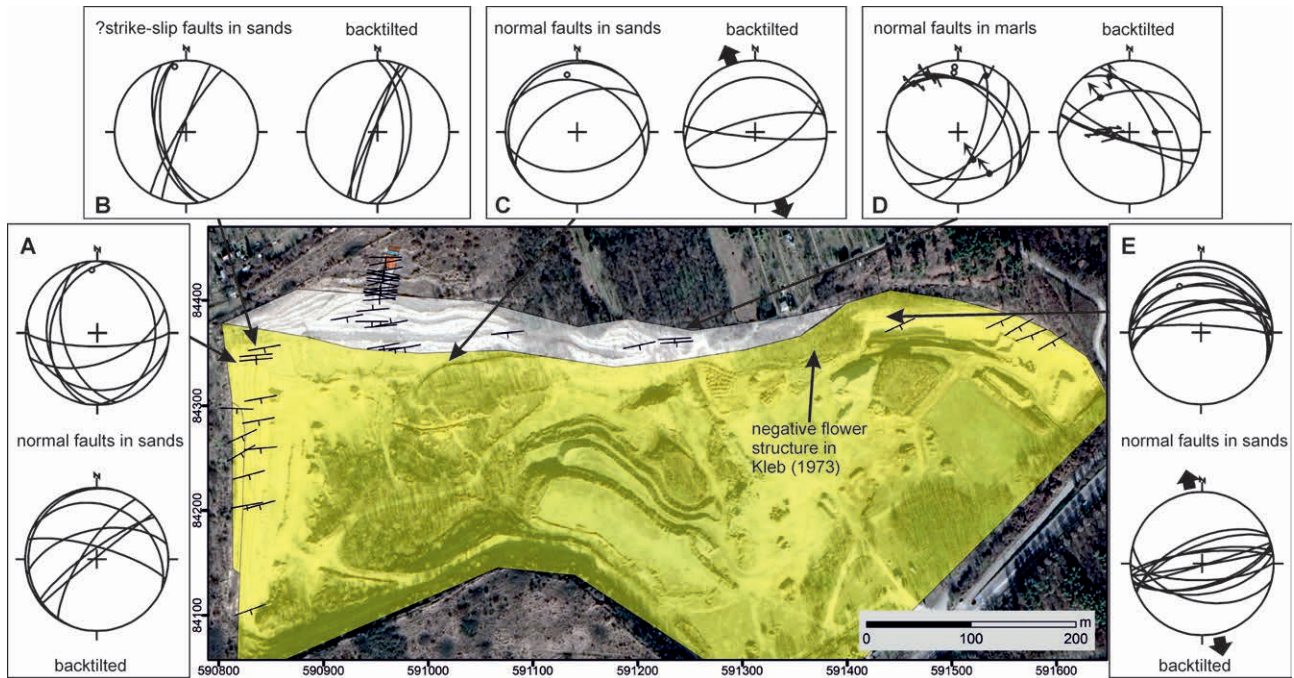 ?strike-slip faults in sands
backtilted
N
N
B
normal faults in sands
backtilted
N
N
C
normal faults in marls
backtilted
N
N
D
A
N
normal faults in sands
N
backtilted
E
N
normal faults in sands
N
backtilted
84400
84300
84200
84100
negative flower
structure in
Kleb (1973)
m
0
100
200
590800
590900
591000
591100
591200
591300
591400
591500
591600